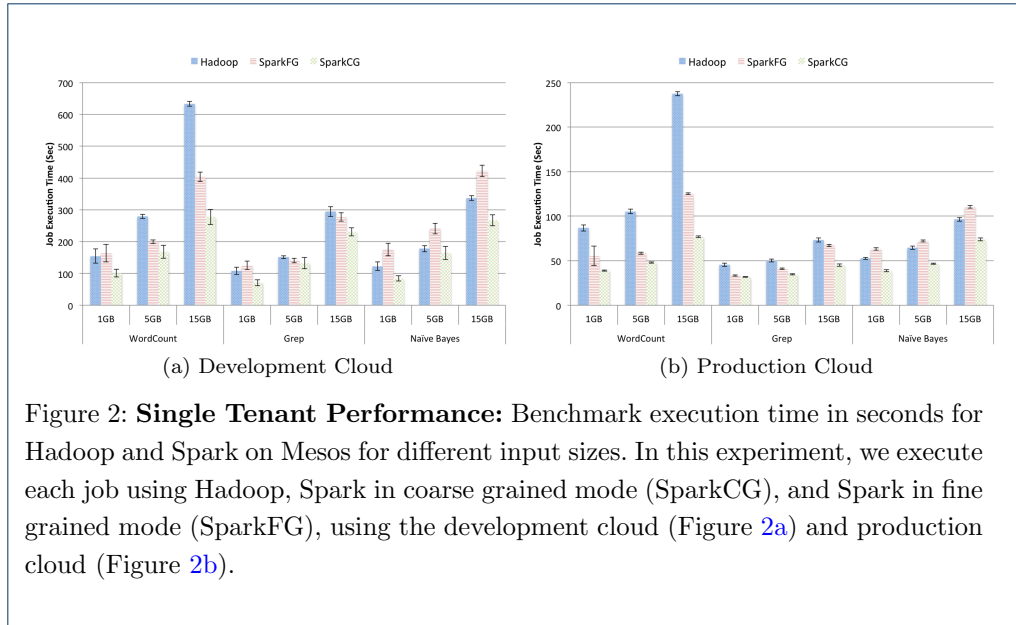 Hadoop SparkFG SparkCG
700
600
500
400
300
200
100
0
Job Execution Time (Sec)
1GB 5GB 15GB 1GB 5GB 15GB 1GB 5GB 15GB
WordCount Grep Naïve Bayes
(a) Development Cloud
Hadoop SparkFG SparkCG
250
200
150
100
50
0
Job Execution Time (Sec)
1GB 5GB 15GB 1GB 5GB 15GB 1GB 5GB 15GB
WordCount Grep Naïve Bayes
(b) Production Cloud
Figure 2: Single Tenant Performance: Benchmark execution time in seconds for
Hadoop and Spark on Mesos for different input sizes. In this experiment, we execute
each job using Hadoop, Spark in coarse grained mode (SparkCG), and Spark in fine
grained mode (SparkFG), using the development cloud (Figure 2a) and production
cloud (Figure 2b).